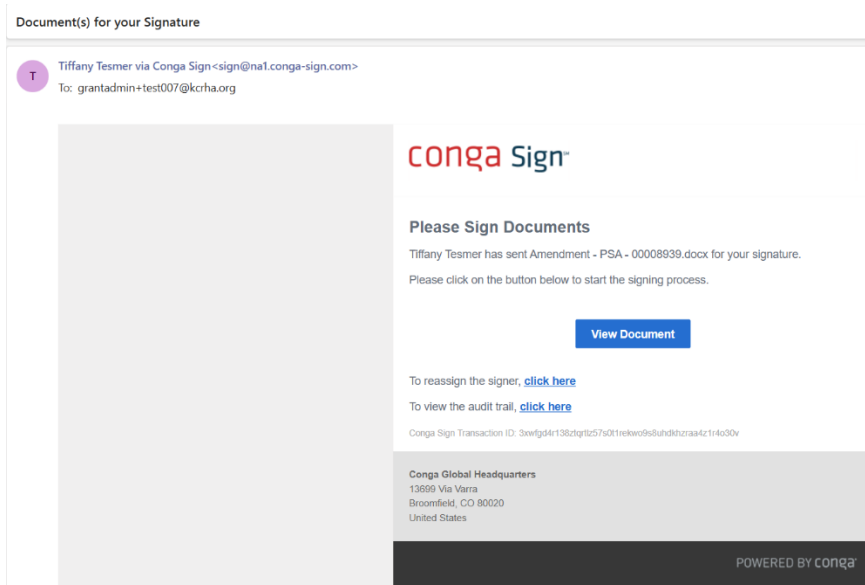 Document(s) for your Signature
T
Tiffany Tesmer via Conga Sign<sign@na1.conga-sign.com>
To: grantadmin+test007@kcrha.org
conga Sign™
Please Sign Documents
Tiffany Tesmer has sent Amendment - PSA - 00008939.docx for your signature.
Please click on the button below to start the signing process.
View Document
To reassign the signer, click here
To view the audit trail, click here
Conga Sign Transaction ID:
Conga Global Headquarters
13699 Via Varra
Broomfield, CO 80020
United States
POWERED BY conga